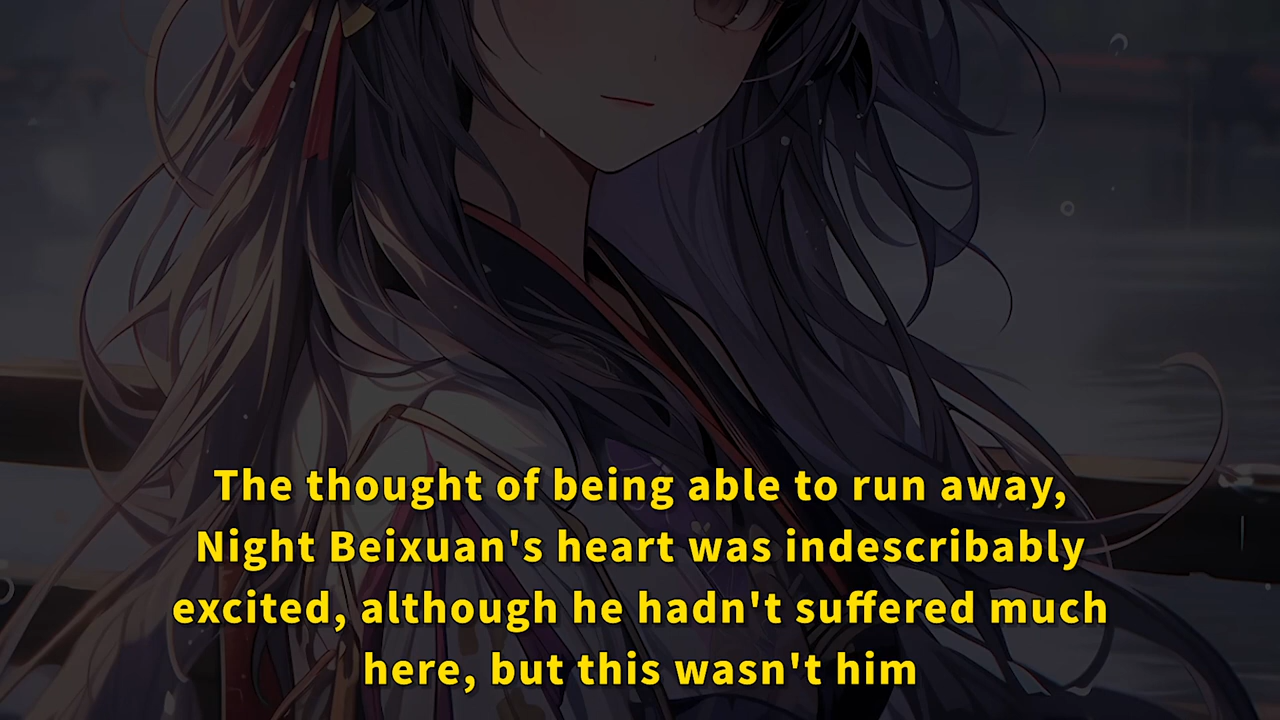 The thought of being able to run away,
Night Beixuan's heart was indescribably
excited, although he hadn't suffered much
here, but this wasn't him